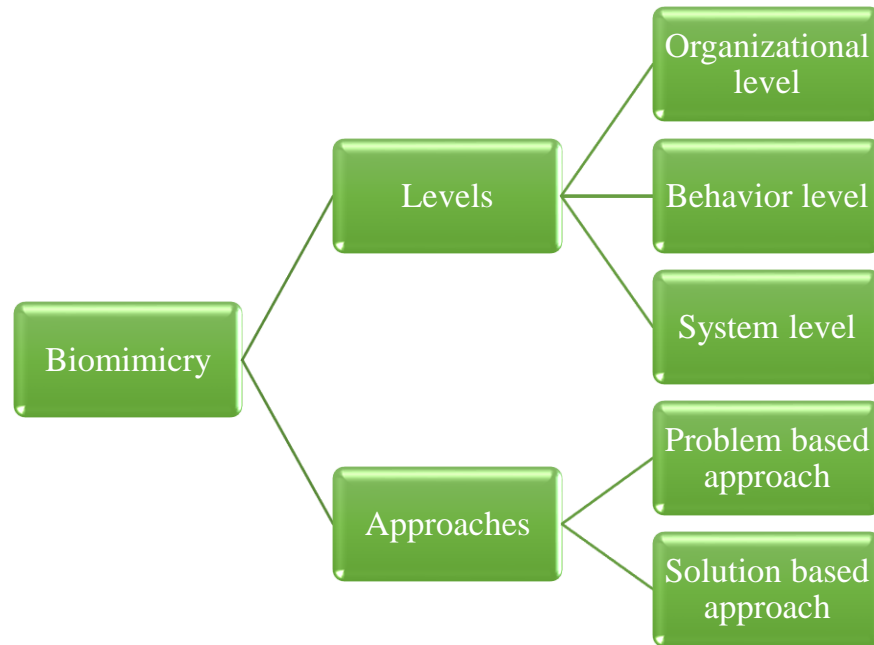 Biomimicry
Levels
Organizational
level
Behavior level
System level
Approaches
Problem based
approach
Solution based
approach